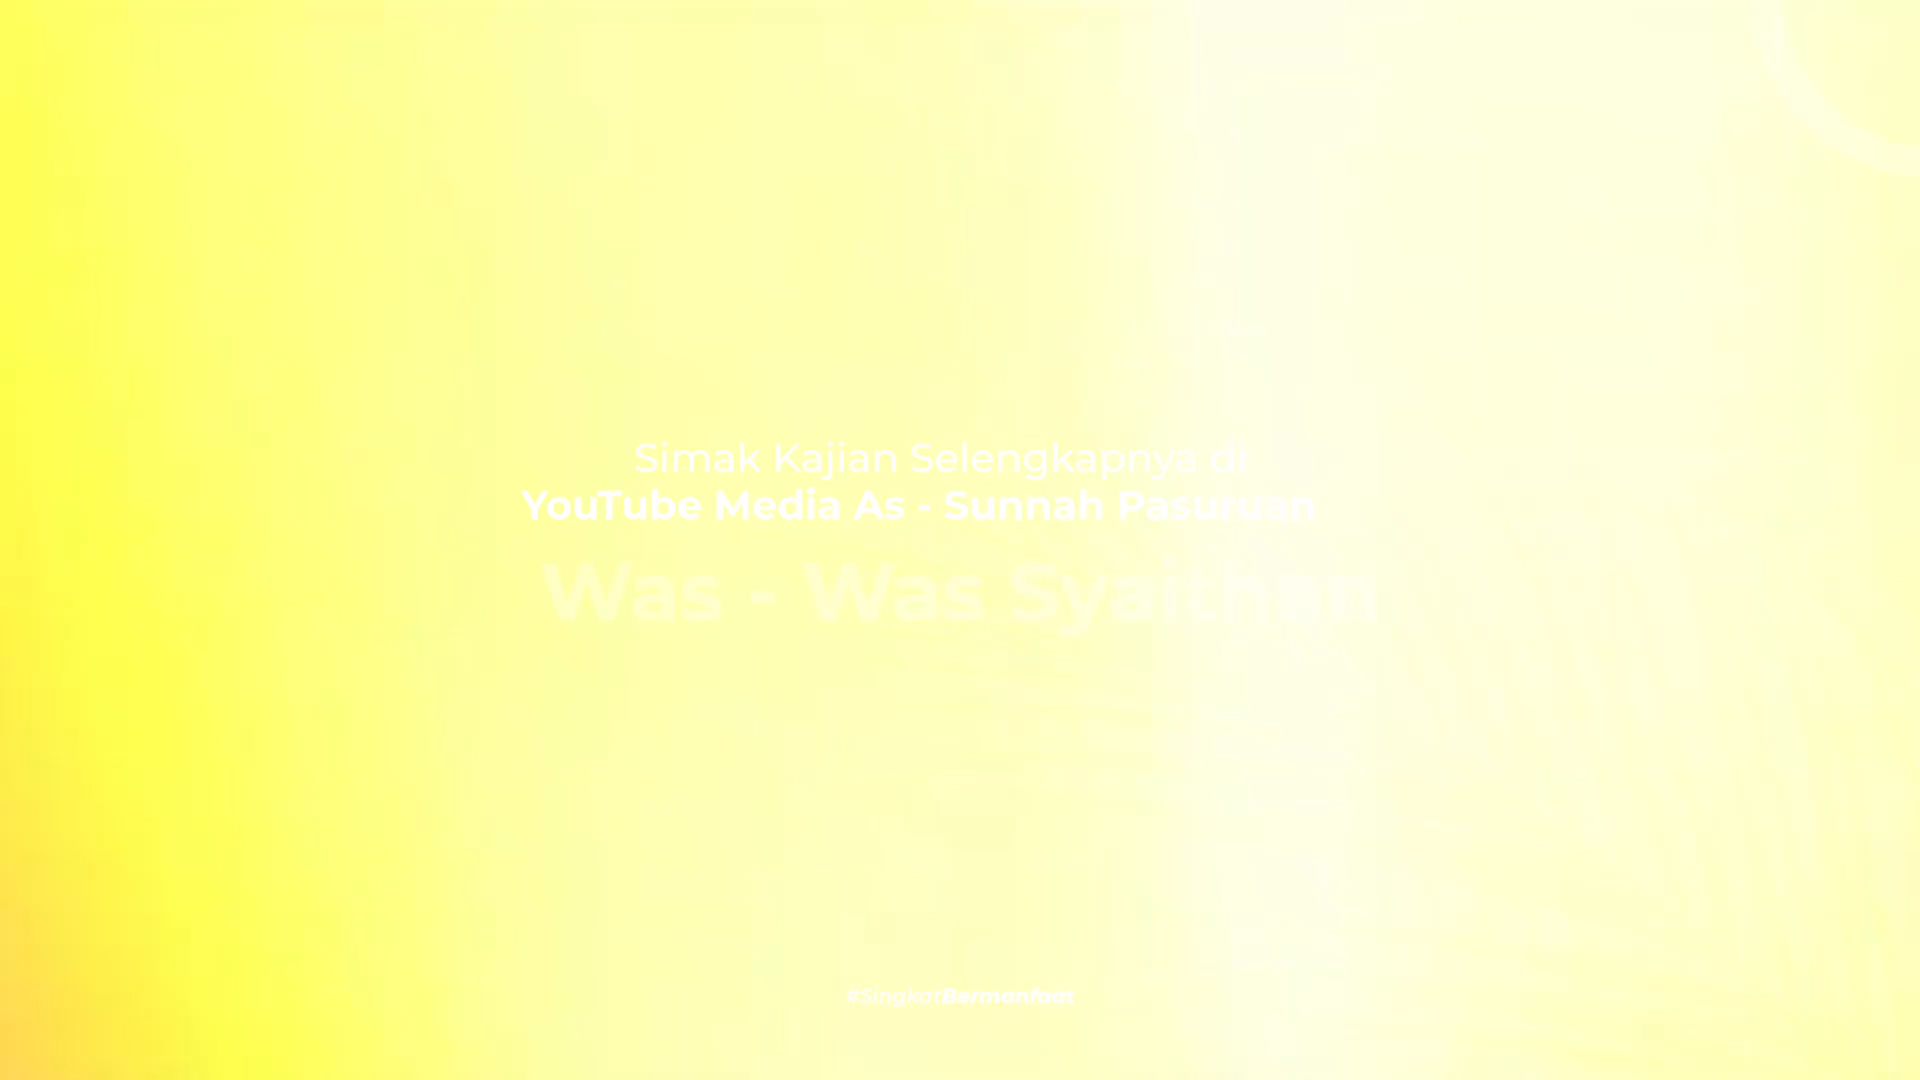 Simak Kajian Selengkapnya di
YouTube Media As - Sunnah Pasuruan
Was - Was Syaithan
#SingkatBermanfaat